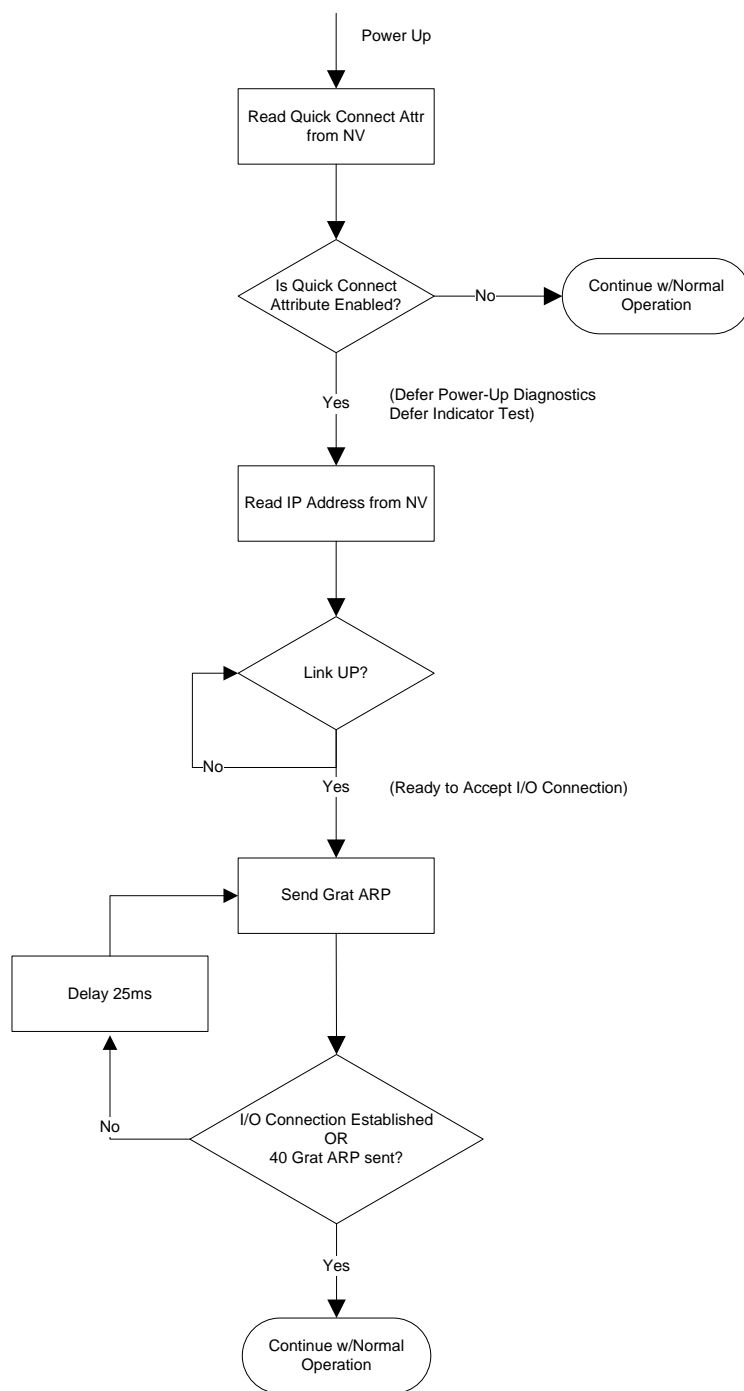 Power Up
Read Quick Connect Attr
from NV
Is Quick Connect
Attribute Enabled?
No
Continue w/Normal
Operation
Yes
(Defer Power-Up Diagnostics
Defer Indicator Test)
Read IP Address from NV
Link UP?
No
Yes
(Ready to Accept I/O Connection)
Send Grat ARP
Delay 25ms
No
I/O Connection Established
OR
40 Grat ARP sent?
Yes
Continue w/Normal
Operation